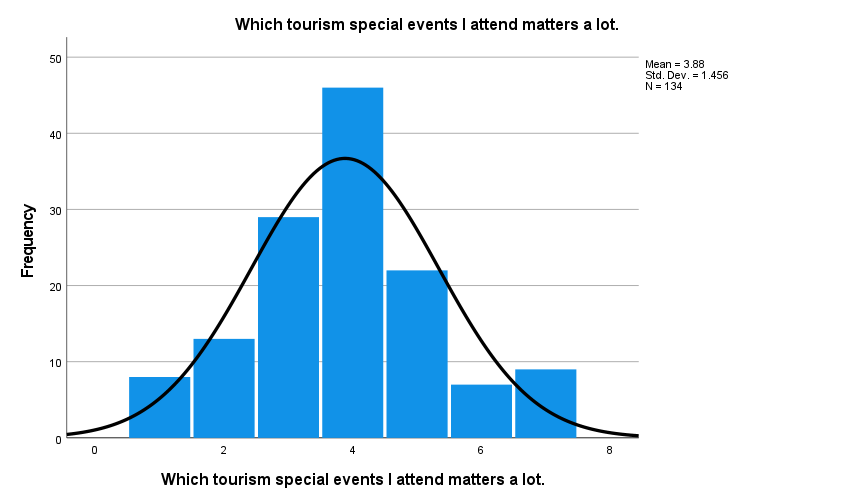 Which tourism special events I attend matters a lot.
Mean = 3.88
Std. Dev. = 1.456
N = 134
Frequency
50
40
30
20
10
0
0 2 4 6 8
Which tourism special events I attend matters a lot.